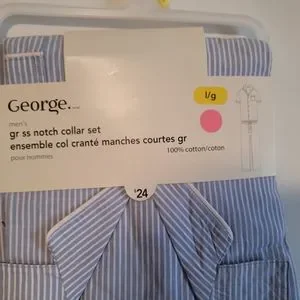 George.
men's
gr ss notch collar set
ensemble col cranté manches courtes gr
pour hommes
l/g
100% cotton/coton
$24